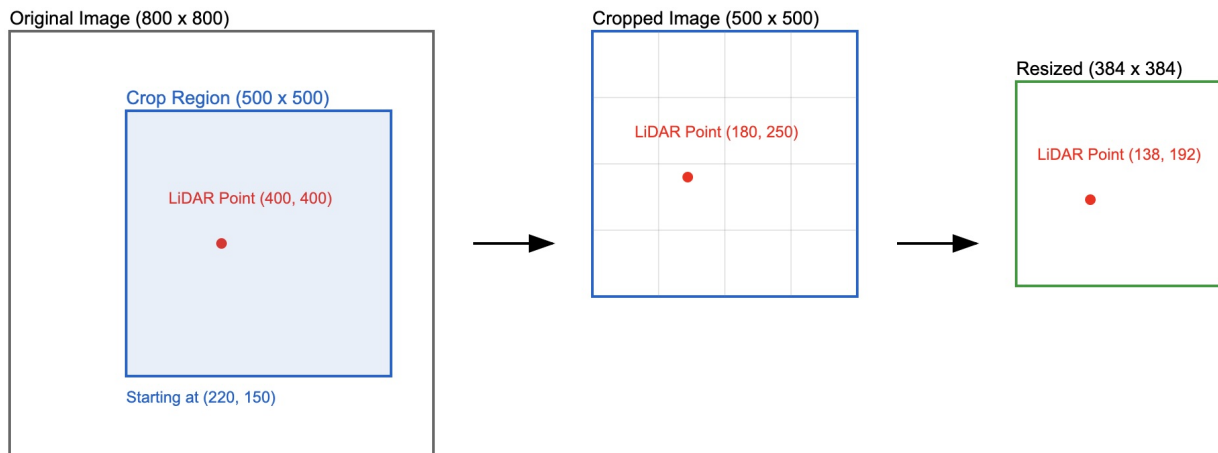 Original Image (800 x 800)
Crop Region (500 x 500)
LiDAR Point (400, 400)
Starting at (220, 150)
Cropped Image (500 x 500)
LiDAR Point (180, 250)
Resized (384 x 384)
LiDAR Point (138, 192)